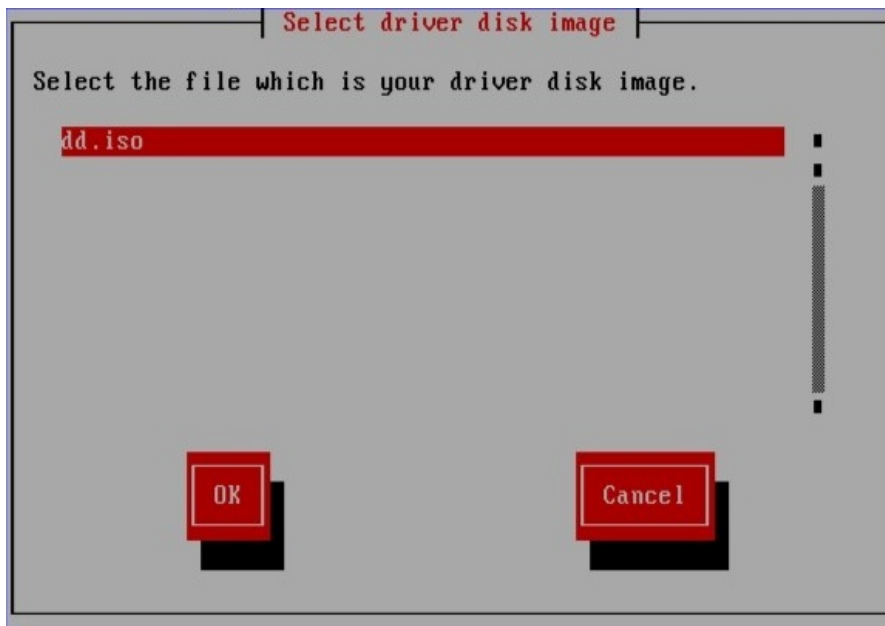 Select driver disk image
Select the file which is your driver disk image.
dd.iso
OK
Cancel